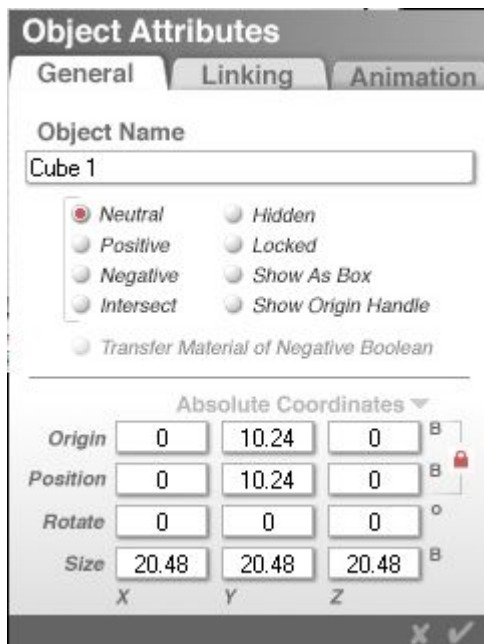 Object Attributes
General Linking Animation
Object Name
Cube 1
Neutral Hidden
Positive Locked
Negative Show As Box
Intersect Show Origin Handle
Transfer Material of Negative Boolean
Absolute Coordinates
Origin 0 10.24 0 B
Position 0 10.24 0 B
Rotate 0 0 0 °
Size 20.48 20.48 20.48 B
X Y Z